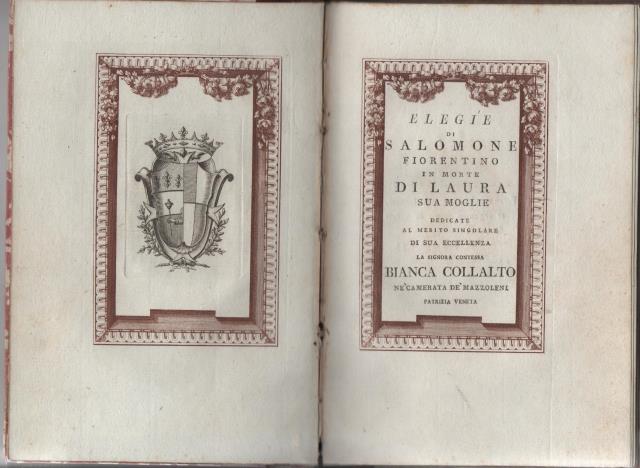 ELEGIE
DI
SALOMONE
FIORENTINO
IN MORTE
DI LAURA
SUA MOGLIE
DEDICATE
AL MERITO SINGOLARE
DI SUA ECCELLENZA
LA SIGNORA CONTESSA
BIANCA COLLALTO
NE' CAMERATA DE' MAZZOLENI
PATRIZIA VENETA